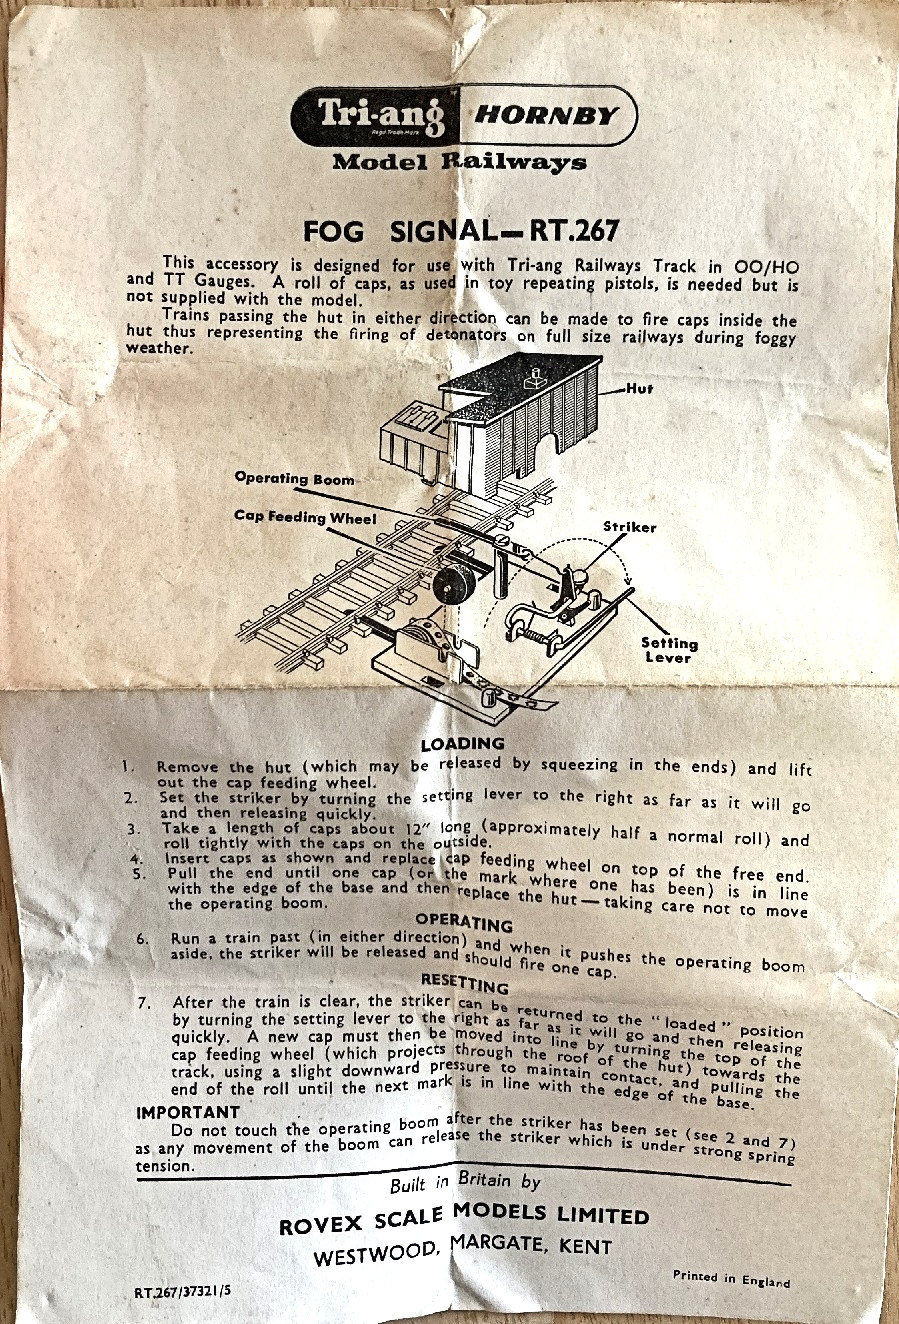 Tri-ang HORNBY
Regd Trade Mark
Model Railways
FOG SIGNAL—RT.267
This accessory is designed for use with Tri-ang Railways Track in OO/HO
and TT Gauges. A roll of caps, as used in toy repeating pistols, is needed but is
not supplied with the model.
Trains passing the hut in either direction can be made to fire caps inside the
hut thus representing the firing of detonators on full size railways during foggy
weather.
Hut
Operating Boom
Cap Feeding Wheel
Striker
Setting
Lever
LOADING
1. Remove the hut (which may be released by squeezing in the ends) and lift
out the cap feeding wheel.
2. Set the striker by turning the setting lever to the right as far as it will go
and then releasing quickly.
3. Take a length of caps about 12″ long (approximately half a normal roll) and
roll tightly with the caps on the outside.
4. Insert caps as shown and replace cap feeding wheel on top of the free end.
5. Pull the end until one cap (or the mark where one has been) is in line
with the edge of the base and then replace the hut—taking care not to move
the operating boom.
OPERATING
6. Run a train past (in either direction) and when it pushes the operating boom
aside, the striker will be released and should fire one cap.
RESETTING
7. After the train is clear, the striker can be returned to the "loaded" position
by turning the setting lever to the right as far as it will go and then releasing
quickly. A new cap must then be moved into line by turning the top of the
cap feeding wheel (which projects through the roof of the hut) towards the
track, using a slight downward pressure to maintain contact, and pulling the
end of the roll until the next mark is in line with the edge of the base.
IMPORTANT
Do not touch the operating boom after the striker has been set (see 2 and 7)
as any movement of the boom can release the striker which is under strong spring
tension.
Built in Britain by
ROVEX SCALE MODELS LIMITED
WESTWOOD, MARGATE, KENT
RT.267/37321/5
Printed in England